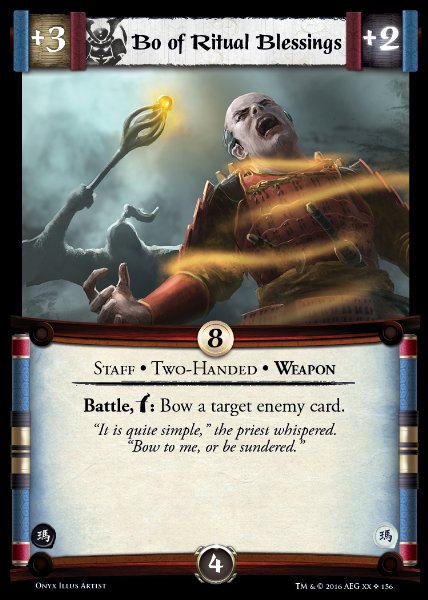 +3 Bo of Ritual Blessings +2
8
Staff • Two-Handed • Weapon
Battle, : Bow a target enemy card.
“It is quite simple,” the priest whispered.
“Bow to me, or be sundered.”
瑪 瑪
4
Onyx Illus Artist TM & © 2016 AEG XX ❖ 156